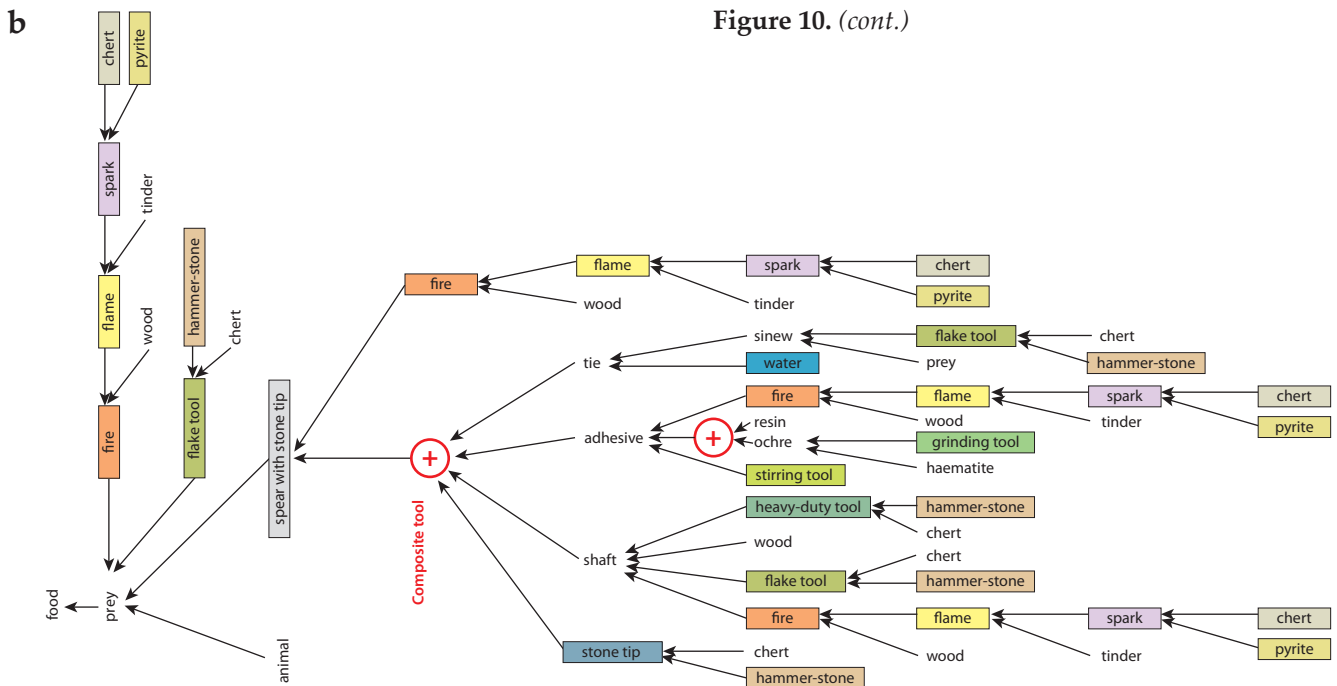 b
Figure 10. (cont.)
chert
pyrite
spark
tinder
hammer-stone
flame
wood
chert
fire
flake tool
food
prey
animal
spear with stone tip
Composite tool
fire
flame
spark
chert
pyrite
wood
tinder
sinew
flake tool
chert
tie
water
prey
hammer-stone
fire
flame
spark
chert
resin
wood
tinder
pyrite
adhesive
+
ochre
grinding tool
+
haematite
stirring tool
heavy-duty tool
hammer-stone
chert
wood
shaft
chert
flake tool
hammer-stone
fire
flame
spark
chert
stone tip
chert
wood
tinder
pyrite
hammer-stone